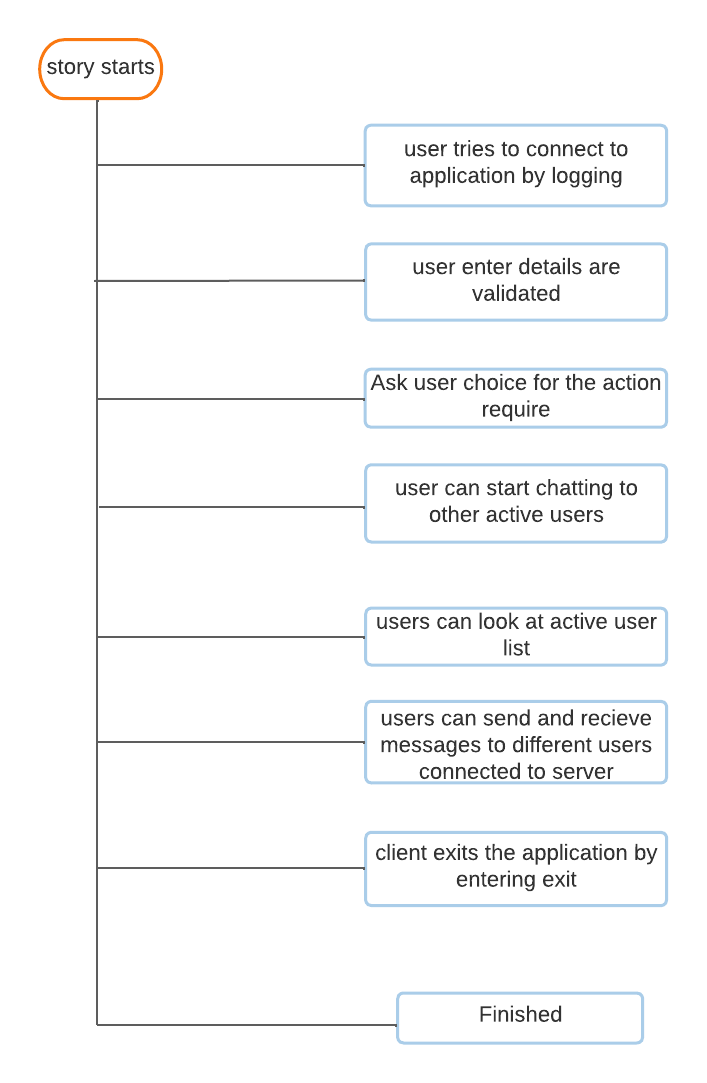 story starts
user tries to connect to
application by logging
user enter details are
validated
Ask user choice for the action
require
user can start chatting to
other active users
users can look at active user
list
users can send and recieve
messages to different users
connected to server
client exits the application by
entering exit
Finished